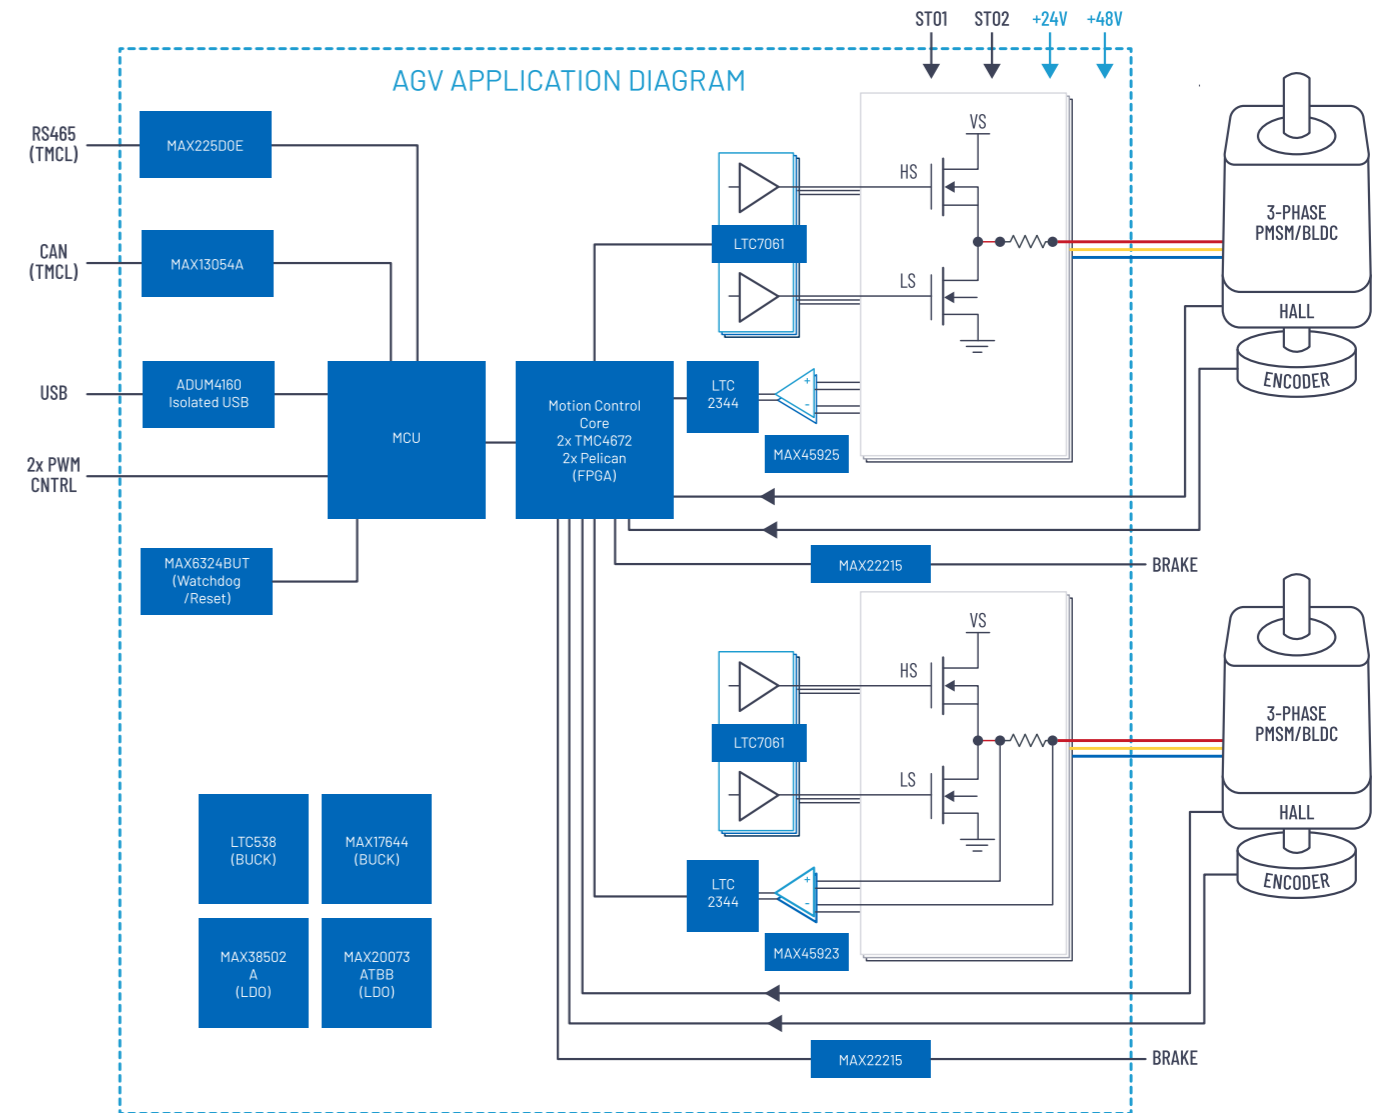 STO1
STO2
+24V
+48V
AGV APPLICATION DIAGRAM
RS465
(TMCL)
MAX225D0E
CAN
(TMCL)
MAX13054A
USB
ADUM4160
Isolated USB
2x PWM
CNTRL
MCU
MAX6324BUT
(Watchdog
/Reset)
Motion Control
Core
2x TMC4672
2x Pelican
(FPGA)
LTC7061
LTC
2344
+
-
MAX45925
VS
HS
LS
3-PHASE
PMSM/BLDC
HALL
ENCODER
MAX22215
BRAKE
LTC7061
LTC
2344
+
-
MAX45923
VS
HS
LS
3-PHASE
PMSM/BLDC
HALL
ENCODER
MAX22215
BRAKE
LTC538
(BUCK)
MAX17644
(BUCK)
MAX38502
A
(LDO)
MAX20073
ATBB
(LDO)